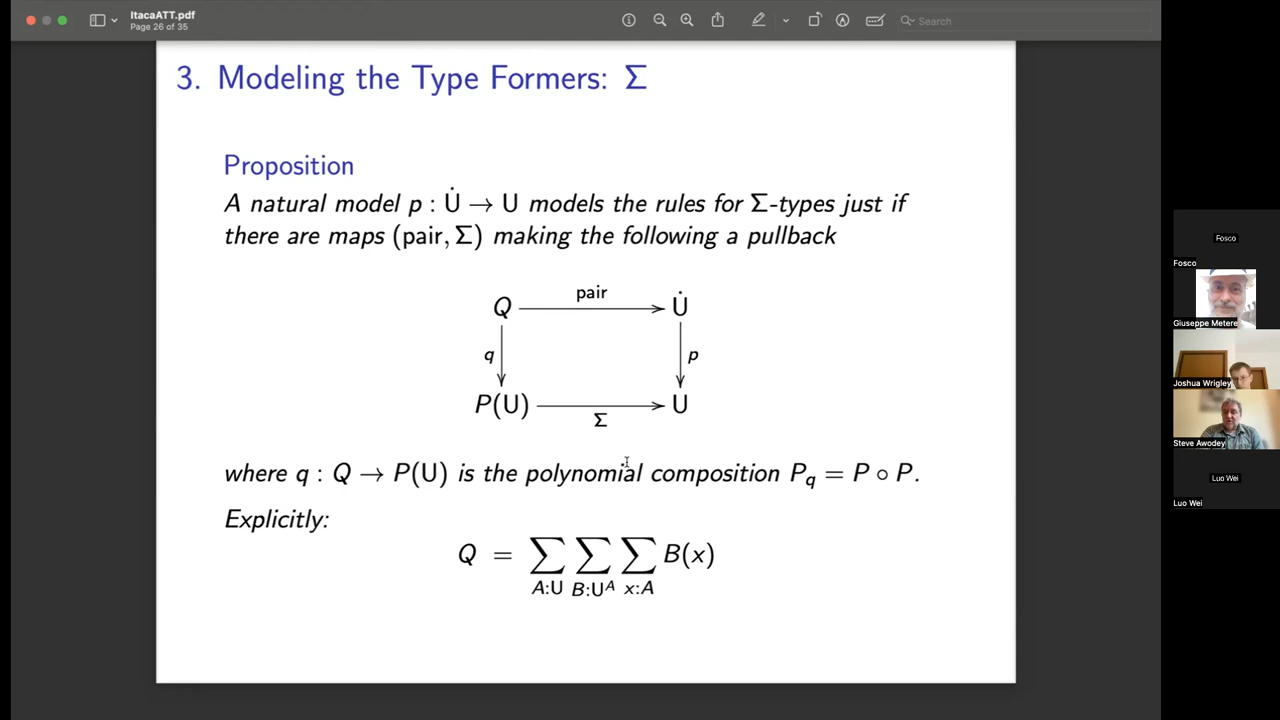 ItacaATT.pdf
Page 26 of 35
Search
3. Modeling the Type Formers: Σ
Proposition
A natural model p : U̇ → U models the rules for Σ-types just if
there are maps (pair, Σ) making the following a pullback
pair
Q U̇
q p
P(U) U
Σ
where q : Q → P(U) is the polynomial composition P_q = P ∘ P.
Explicitly:
Q = ∑ ∑ ∑ B(x)
A:U B:U^A x:A
Fosco
Fosco
Giuseppe Metere
Joshua Wrigley
Steve Awodey
Luo Wei
Luo Wei